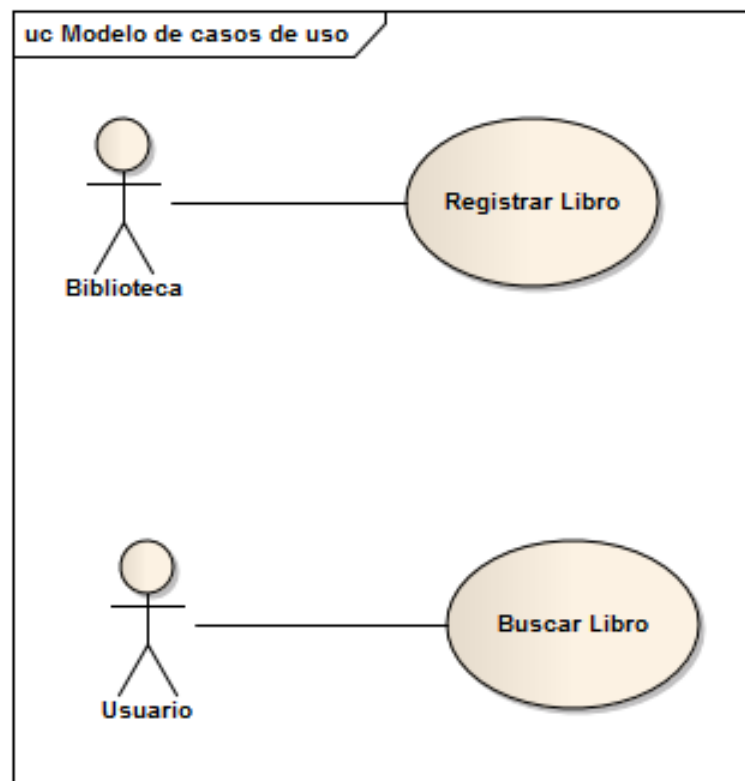 uc Modelo de casos de uso
Registrar Libro
Biblioteca
Buscar Libro
Usuario